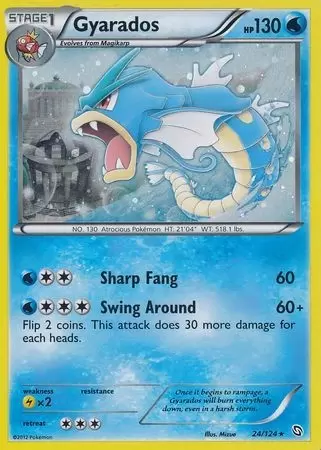 STAGE1
Gyarados
HP130
Evolves from Magikarp
NO. 130 Atrocious Pokémon HT: 21'04" WT: 518.1 lbs.
Sharp Fang 60
Swing Around 60+
Flip 2 coins. This attack does 30 more damage for
each heads.
weakness resistance
×2
retreat
Once it begins to rampage, a
Gyarados will burn everything
down, even in a harsh storm.
©2012 Pokémon
Illus. Mizue
24/124